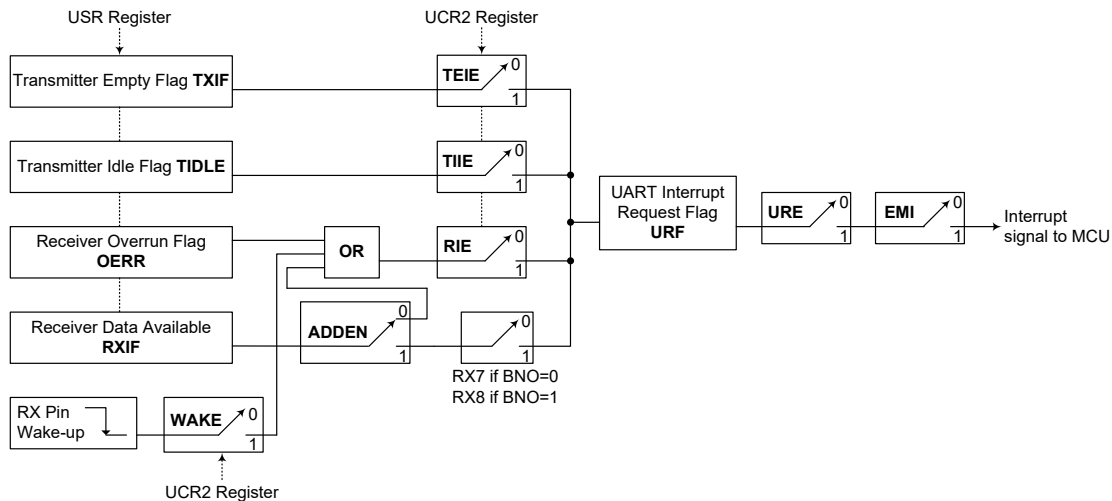 USR Register
UCR2 Register
Transmitter Empty Flag TXIF
TEIE
0
1
Transmitter Idle Flag TIDLE
TIIE
0
1
UART Interrupt
Request Flag
URF
URE
0
1
EMI
0
1
Interrupt
signal to MCU
Receiver Overrun Flag
OERR
OR
RIE
0
1
Receiver Data Available
RXIF
ADDEN
0
1
0
1
RX7 if BNO=0
RX8 if BNO=1
RX Pin
Wake-up
WAKE
0
1
UCR2 Register